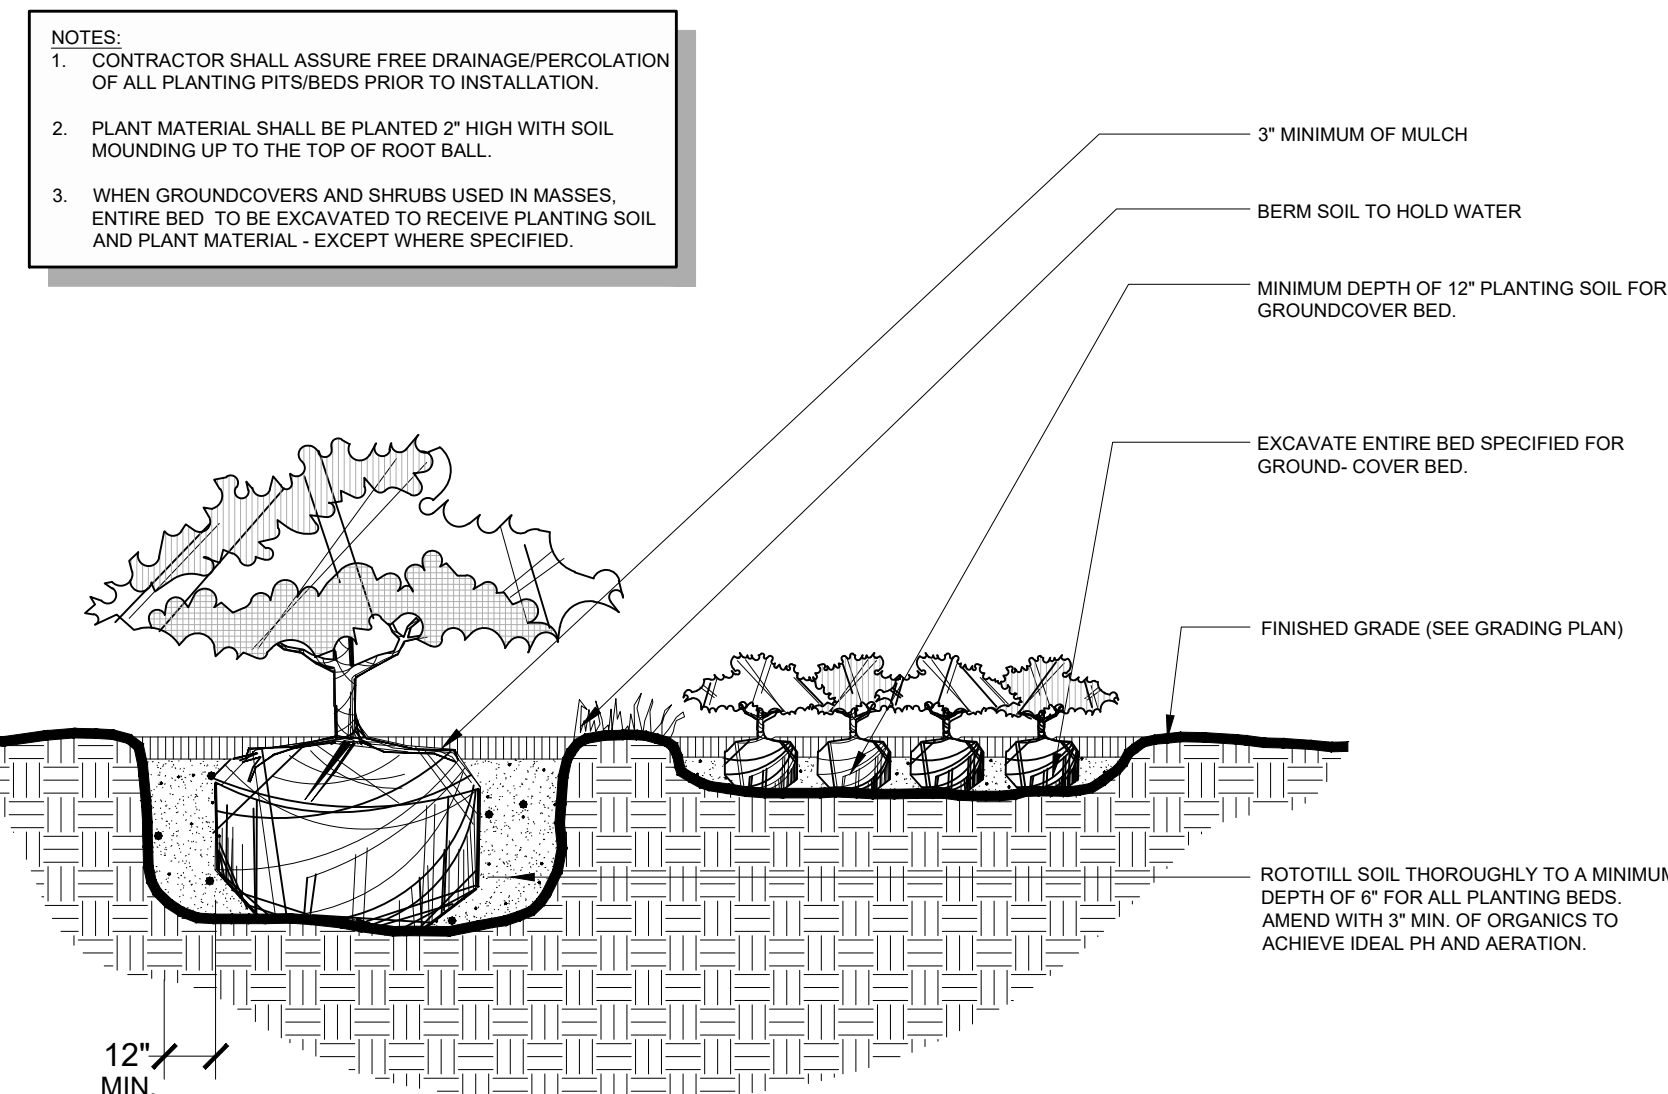 NOTES:
1. CONTRACTOR SHALL ASSURE FREE DRAINAGE/PERCOLATION
OF ALL PLANTING PITS/BEDS PRIOR TO INSTALLATION.
2. PLANT MATERIAL SHALL BE PLANTED 2" HIGH WITH SOIL
MOUNDING UP TO THE TOP OF ROOT BALL.
3. WHEN GROUNDCOVERS AND SHRUBS USED IN MASSES,
ENTIRE BED TO BE EXCAVATED TO RECEIVE PLANTING SOIL
AND PLANT MATERIAL - EXCEPT WHERE SPECIFIED.
3" MINIMUM OF MULCH
BERM SOIL TO HOLD WATER
MINIMUM DEPTH OF 12" PLANTING SOIL FOR
GROUNDCOVER BED.
EXCAVATE ENTIRE BED SPECIFIED FOR
GROUND- COVER BED.
FINISHED GRADE (SEE GRADING PLAN)
ROTOTILL SOIL THOROUGHLY TO A MINIMUM
DEPTH OF 6" FOR ALL PLANTING BEDS.
AMEND WITH 3" MIN. OF ORGANICS TO
ACHIEVE IDEAL PH AND AERATION.
12"
MIN.